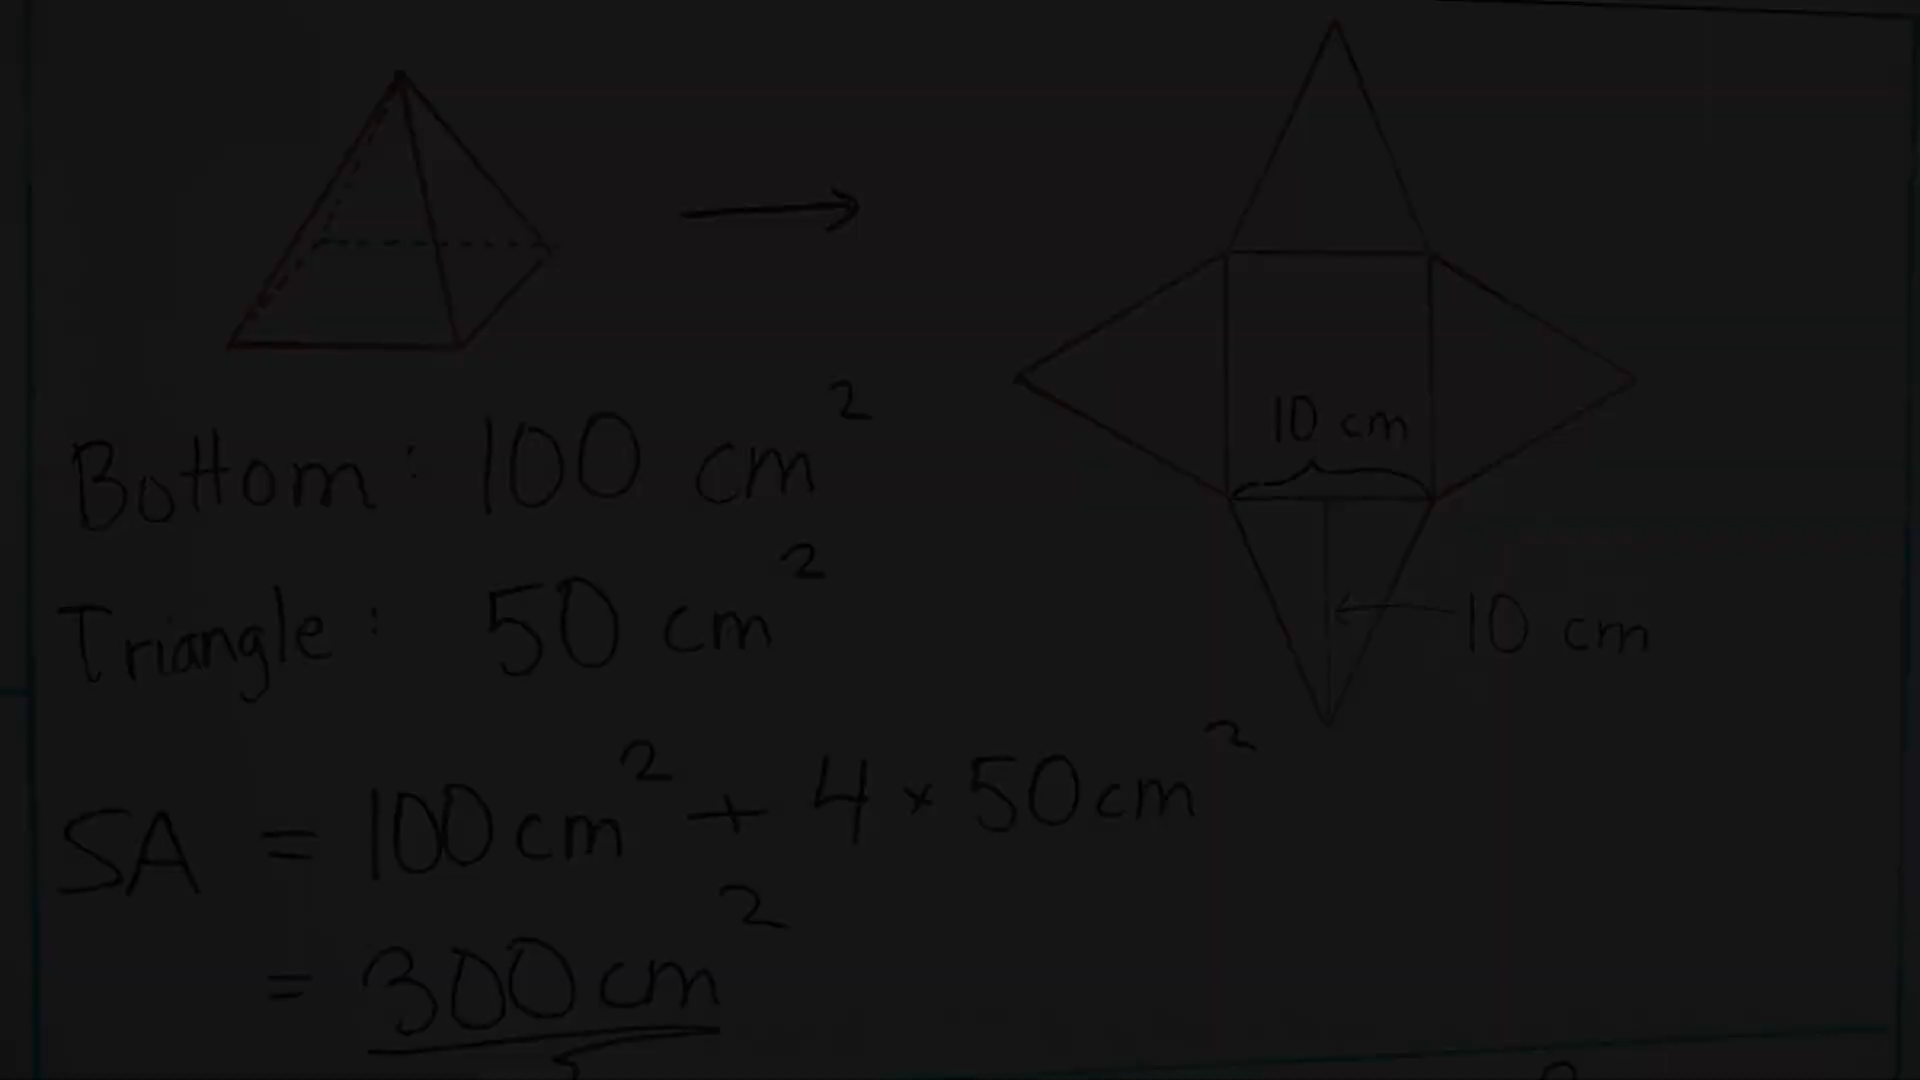 10 cm
Bottom: 100 cm²
Triangle: 50 cm²
10 cm
SA = 100 cm² + 4 × 50 cm²
= 300 cm²